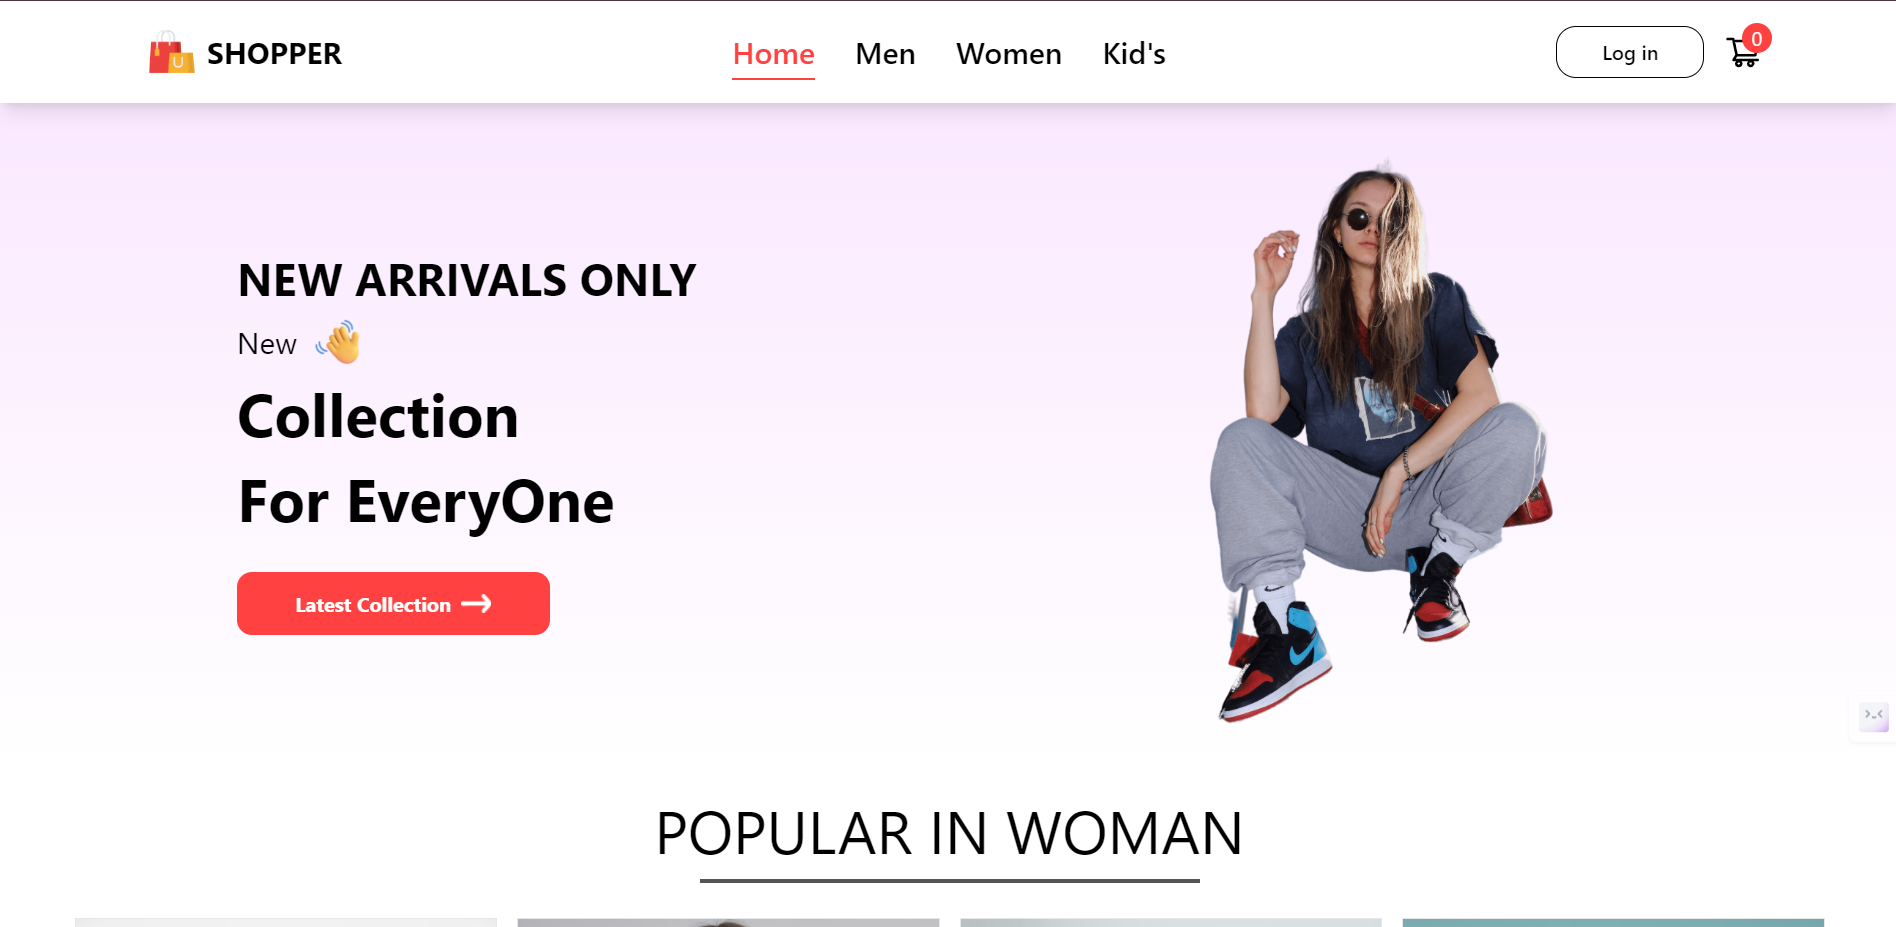 SHOPPER
Home Men Women Kid's
Log in
0
NEW ARRIVALS ONLY
New
Collection
For EveryOne
Latest Collection
POPULAR IN WOMAN